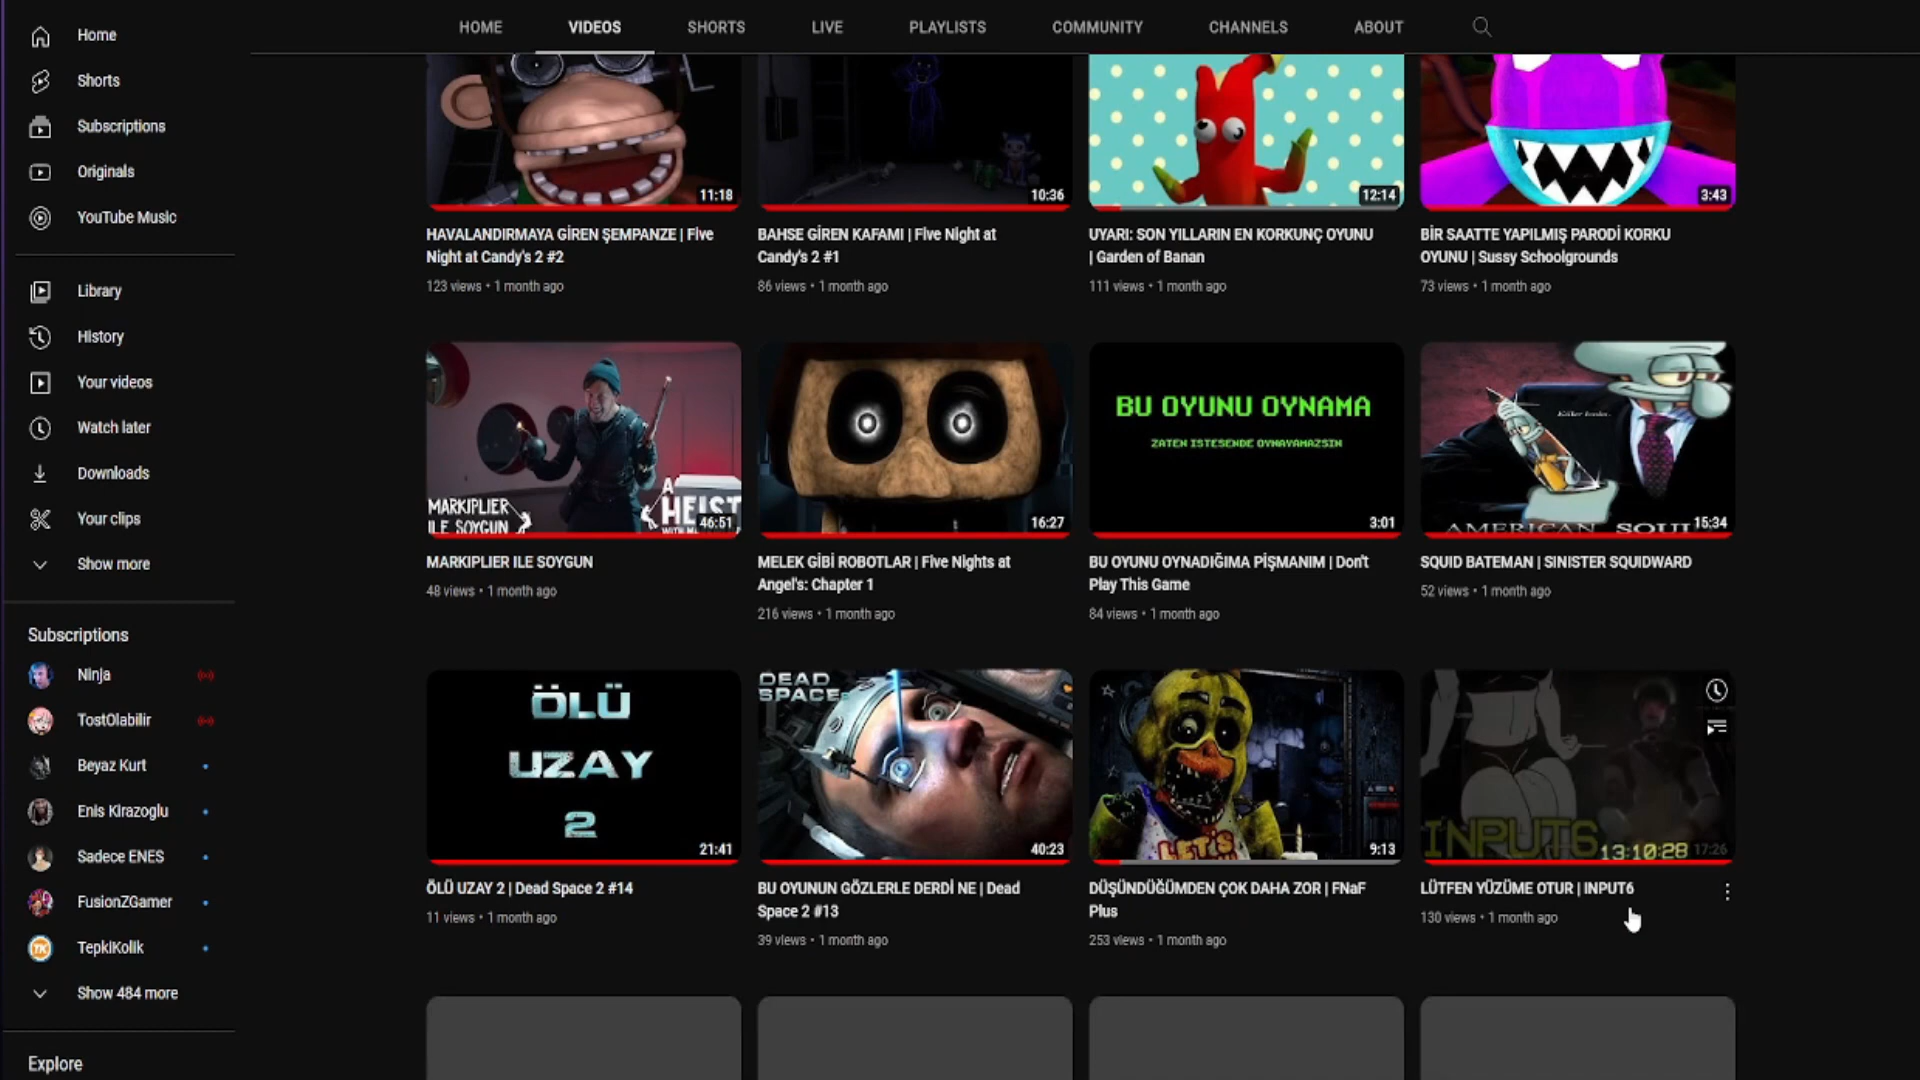 HOME VIDEOS SHORTS LIVE PLAYLISTS COMMUNITY CHANNELS ABOUT
Home
Shorts
Subscriptions
Originals
YouTube Music
Library
History
Your videos
Watch later
Downloads
Your clips
Show more
Subscriptions
Ninja
TostOlabilir
Beyaz Kurt
Enis Kirazoglu
Sadece ENES
FusionZGamer
TepkiKolik
Show 484 more
Explore
11:18
HAVALANDIRMAYA GİREN ŞEMPANZE | Five
Night at Candy's 2 #2
123 views • 1 month ago
10:36
BAHSE GİREN KAFAMI | Five Night at
Candy's 2 #1
86 views • 1 month ago
12:14
UYARI: SON YILLARIN EN KORKUNÇ OYUNU
| Garden of Banan
111 views • 1 month ago
3:43
BİR SAATTE YAPILMIŞ PARODİ KORKU
OYUNU | Sussy Schoolgrounds
73 views • 1 month ago
MARKIPLIER
ILE SOYGUN
A
HEIST
WITH
46:51
MARKIPLIER ILE SOYGUN
48 views • 1 month ago
16:27
MELEK GİBİ ROBOTLAR | Five Nights at
Angel's: Chapter 1
216 views • 1 month ago
BU OYUNU OYNAMA
ZATEN ISTESENDE OYNAYAMAZSIN
3:01
BU OYUNU OYNADIĞIMA PİŞMANIM | Don't
Play This Game
84 views • 1 month ago
AMERICAN
15:34
SQUID BATEMAN | SINISTER SQUIDWARD
52 views • 1 month ago
ÖLÜ
UZAY
2
21:41
ÖLÜ UZAY 2 | Dead Space 2 #14
11 views • 1 month ago
DEAD
SPACE
40:23
BU OYUNUN GÖZLERLE DERDİ NE | Dead
Space 2 #13
39 views • 1 month ago
LET'S
9:13
DÜŞÜNDÜĞÜMDEN ÇOK DAHA ZOR | FNaF
Plus
253 views • 1 month ago
INPUT6
13:10:28 17:26
LÜTFEN YÜZÜME OTUR | INPUT6
130 views • 1 month ago